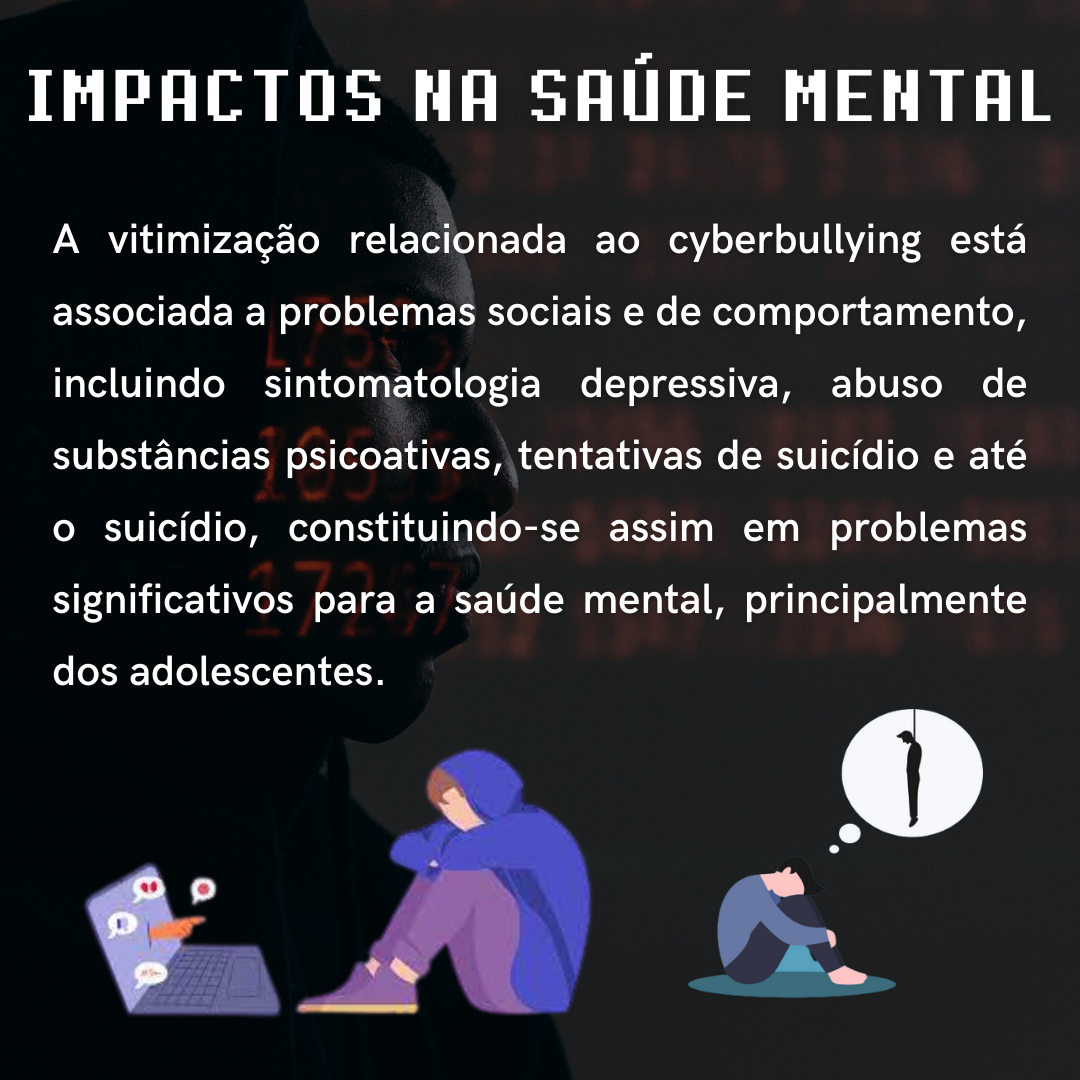 IMPACTOS NA SAÚDE MENTAL
A vitimização relacionada ao cyberbullying está
associada a problemas sociais e de comportamento,
incluindo sintomatologia depressiva, abuso de
substâncias psicoativas, tentativas de suicídio e até
o suicídio, constituindo-se assim em problemas
significativos para a saúde mental, principalmente
dos adolescentes.